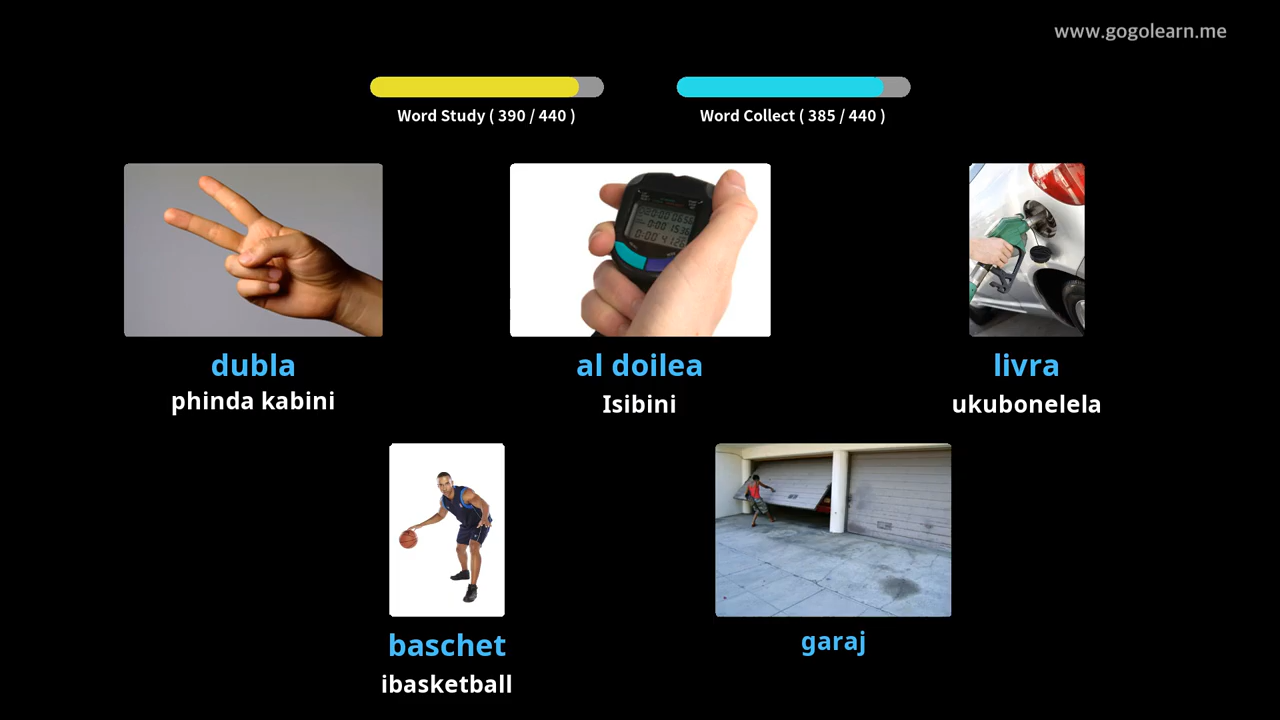 www.gogolearn.me
Word Study ( 390 / 440 )
Word Collect ( 385 / 440 )
dubla
phinda kabini
al doilea
Isibini
livra
ukubonelela
baschet
ibasketball
garaj